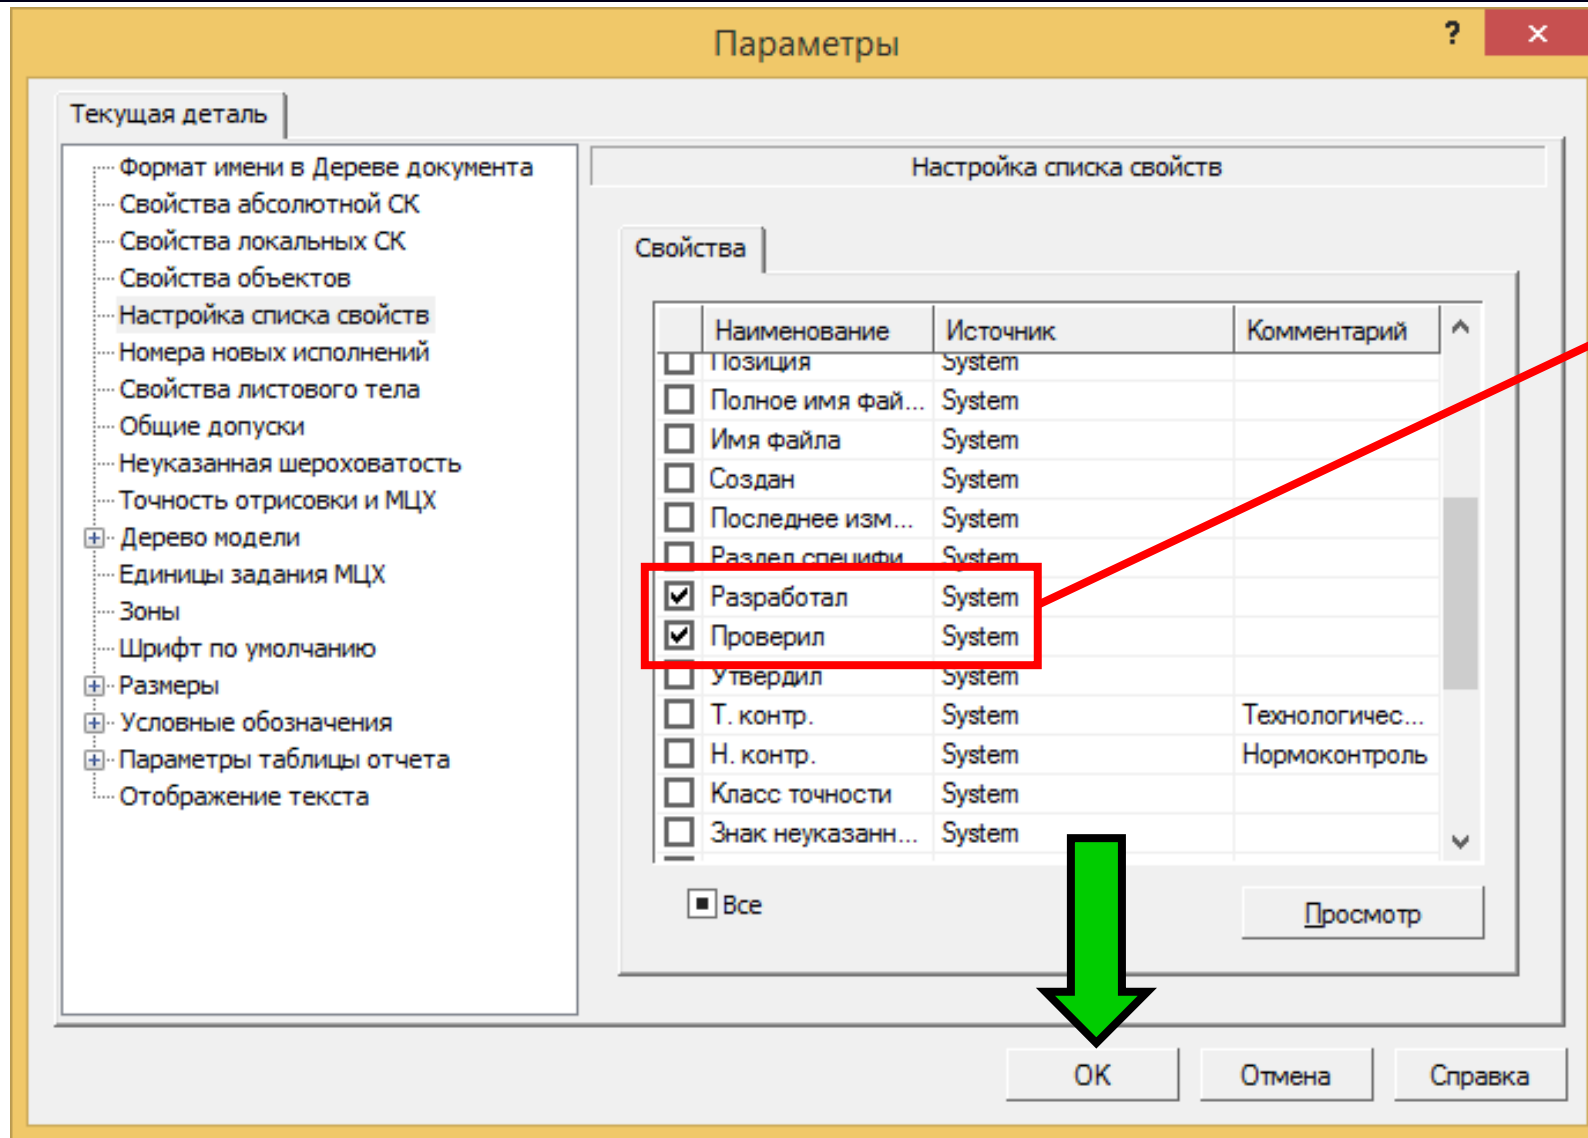 Параметры
?
Текущая деталь
Формат имени в Дереве документа
Свойства абсолютной СК
Свойства локальных СК
Свойства объектов
Настройка списка свойств
Номера новых исполнений
Свойства листового тела
Общие допуски
Неуказанная шероховатость
Точность отрисовки и МЦХ
Дерево модели
Единицы задания МЦХ
Зоны
Шрифт по умолчанию
Размеры
Условные обозначения
Параметры таблицы отчета
Отображение текста
Настройка списка свойств
Свойства
Наименование Источник Комментарий
Позиция System
Полное имя фай... System
Имя файла System
Создан System
Последнее изм... System
Раздел специфи System
Разработал System
Проверил System
Утвердил System
Т. контр. System Технологичес...
Н. контр. System Нормоконтроль
Класс точности System
Знак неуказанн... System
Все
Просмотр
OK Отмена Справка